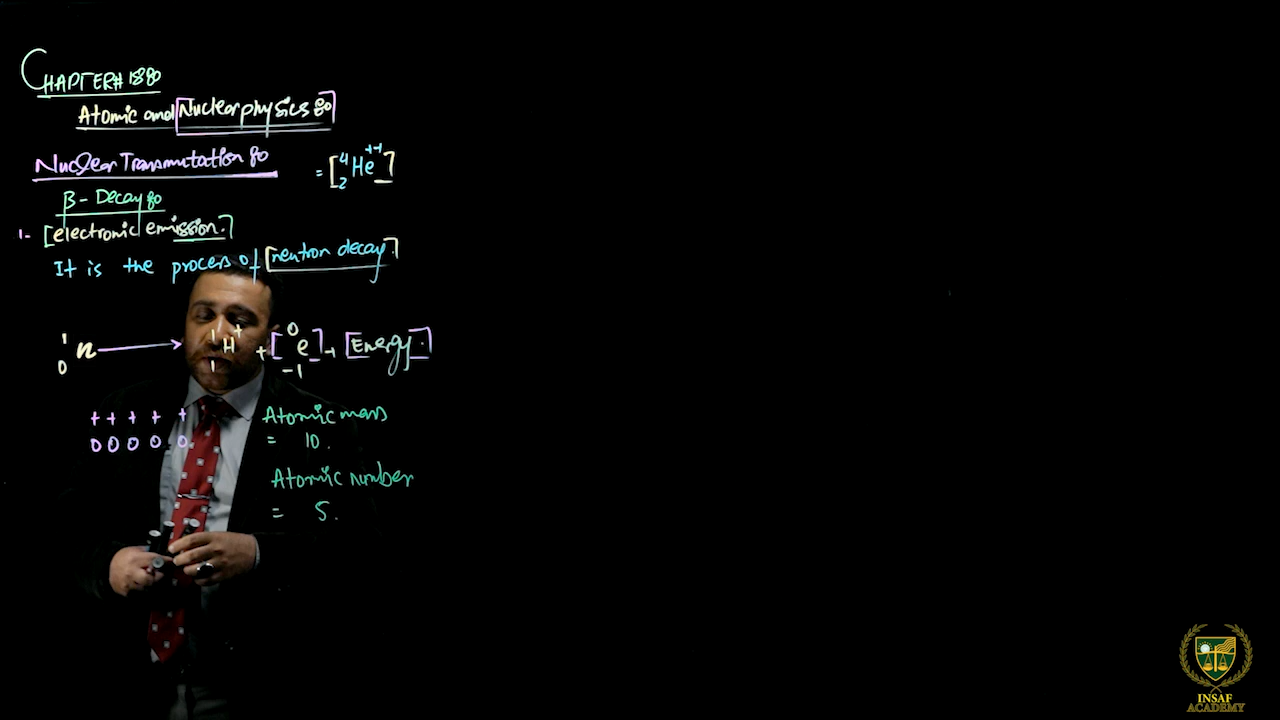 CHAPTER# 18:
Atomic and Nuclear physics:
Nuclear Transmutation:
= [⁴₂He⁺⁺]
β - Decay:
1- [electronic emission.]
It is the process of [neutron decay.]
¹₀n → ¹₁H⁺ + [⁰₋₁e] + [Energy.]
+ + + + +
0 0 0 0 0
Atomic mass
= 10.
Atomic number
= 5.
INSAF
ACADEMY